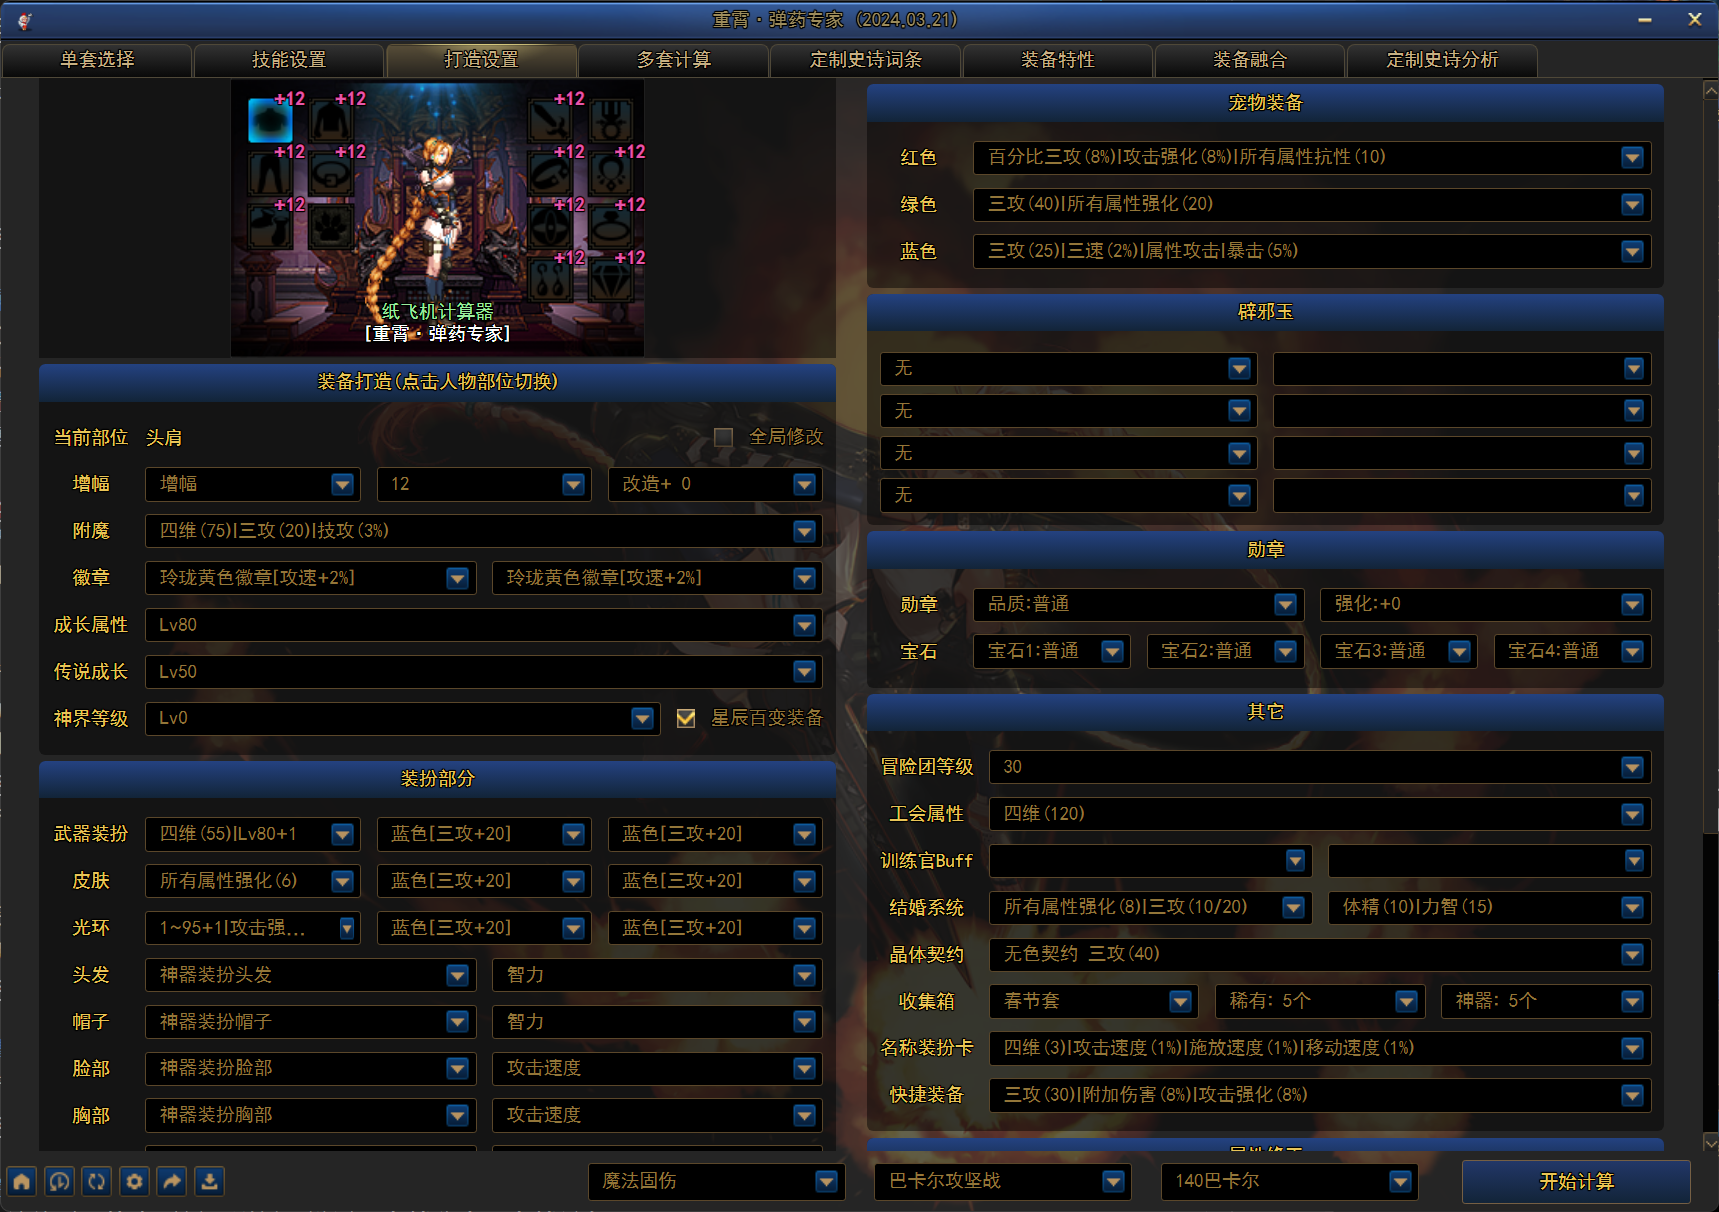 重霄·弹药专家 (2024.03.21)
单套选择 技能设置 打造设置 多套计算 定制史诗词条 装备特性 装备融合 定制史诗分析
+12 +12 +12
+12 +12 +12 +12
+12 +12 +12
+12 +12
纸飞机计算器
[重霄·弹药专家]
装备打造(点击人物部位切换)
当前部位 头肩 全局修改
增幅 增幅 12 改造+ 0
附魔 四维(75)|三攻(20)|技攻(3%)
徽章 玲珑黄色徽章[攻速+2%] 玲珑黄色徽章[攻速+2%]
成长属性 Lv80
传说成长 Lv50
神界等级 Lv0 星辰百变装备
装扮部分
武器装扮 四维(55)|Lv80+1 蓝色[三攻+20] 蓝色[三攻+20]
皮肤 所有属性强化(6) 蓝色[三攻+20] 蓝色[三攻+20]
光环 1~95+1|攻击强... 蓝色[三攻+20] 蓝色[三攻+20]
头发 神器装扮头发 智力
帽子 神器装扮帽子 智力
脸部 神器装扮脸部 攻击速度
胸部 神器装扮胸部 攻击速度
宠物装备
红色 百分比三攻(8%)|攻击强化(8%)|所有属性抗性(10)
绿色 三攻(40)|所有属性强化(20)
蓝色 三攻(25)|三速(2%)|属性攻击|暴击(5%)
辟邪玉
无
无
无
无
勋章
勋章 品质:普通 强化:+0
宝石 宝石1:普通 宝石2:普通 宝石3:普通 宝石4:普通
其它
冒险团等级 30
工会属性 四维(120)
训练官Buff
结婚系统 所有属性强化(8)|三攻(10/20) 体精(10)|力智(15)
晶体契约 无色契约 三攻(40)
收集箱 春节套 稀有: 5个 神器: 5个
名称装扮卡 四维(3)|攻击速度(1%)|施放速度(1%)|移动速度(1%)
快捷装备 三攻(30)|附加伤害(8%)|攻击强化(8%)
魔法固伤 巴卡尔攻坚战 140巴卡尔 开始计算